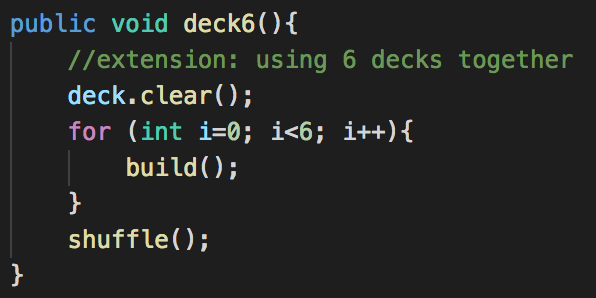 public void deck6(){
//extension: using 6 decks together
deck.clear();
for (int i=0; i<6; i++){
build();
}
shuffle();
}